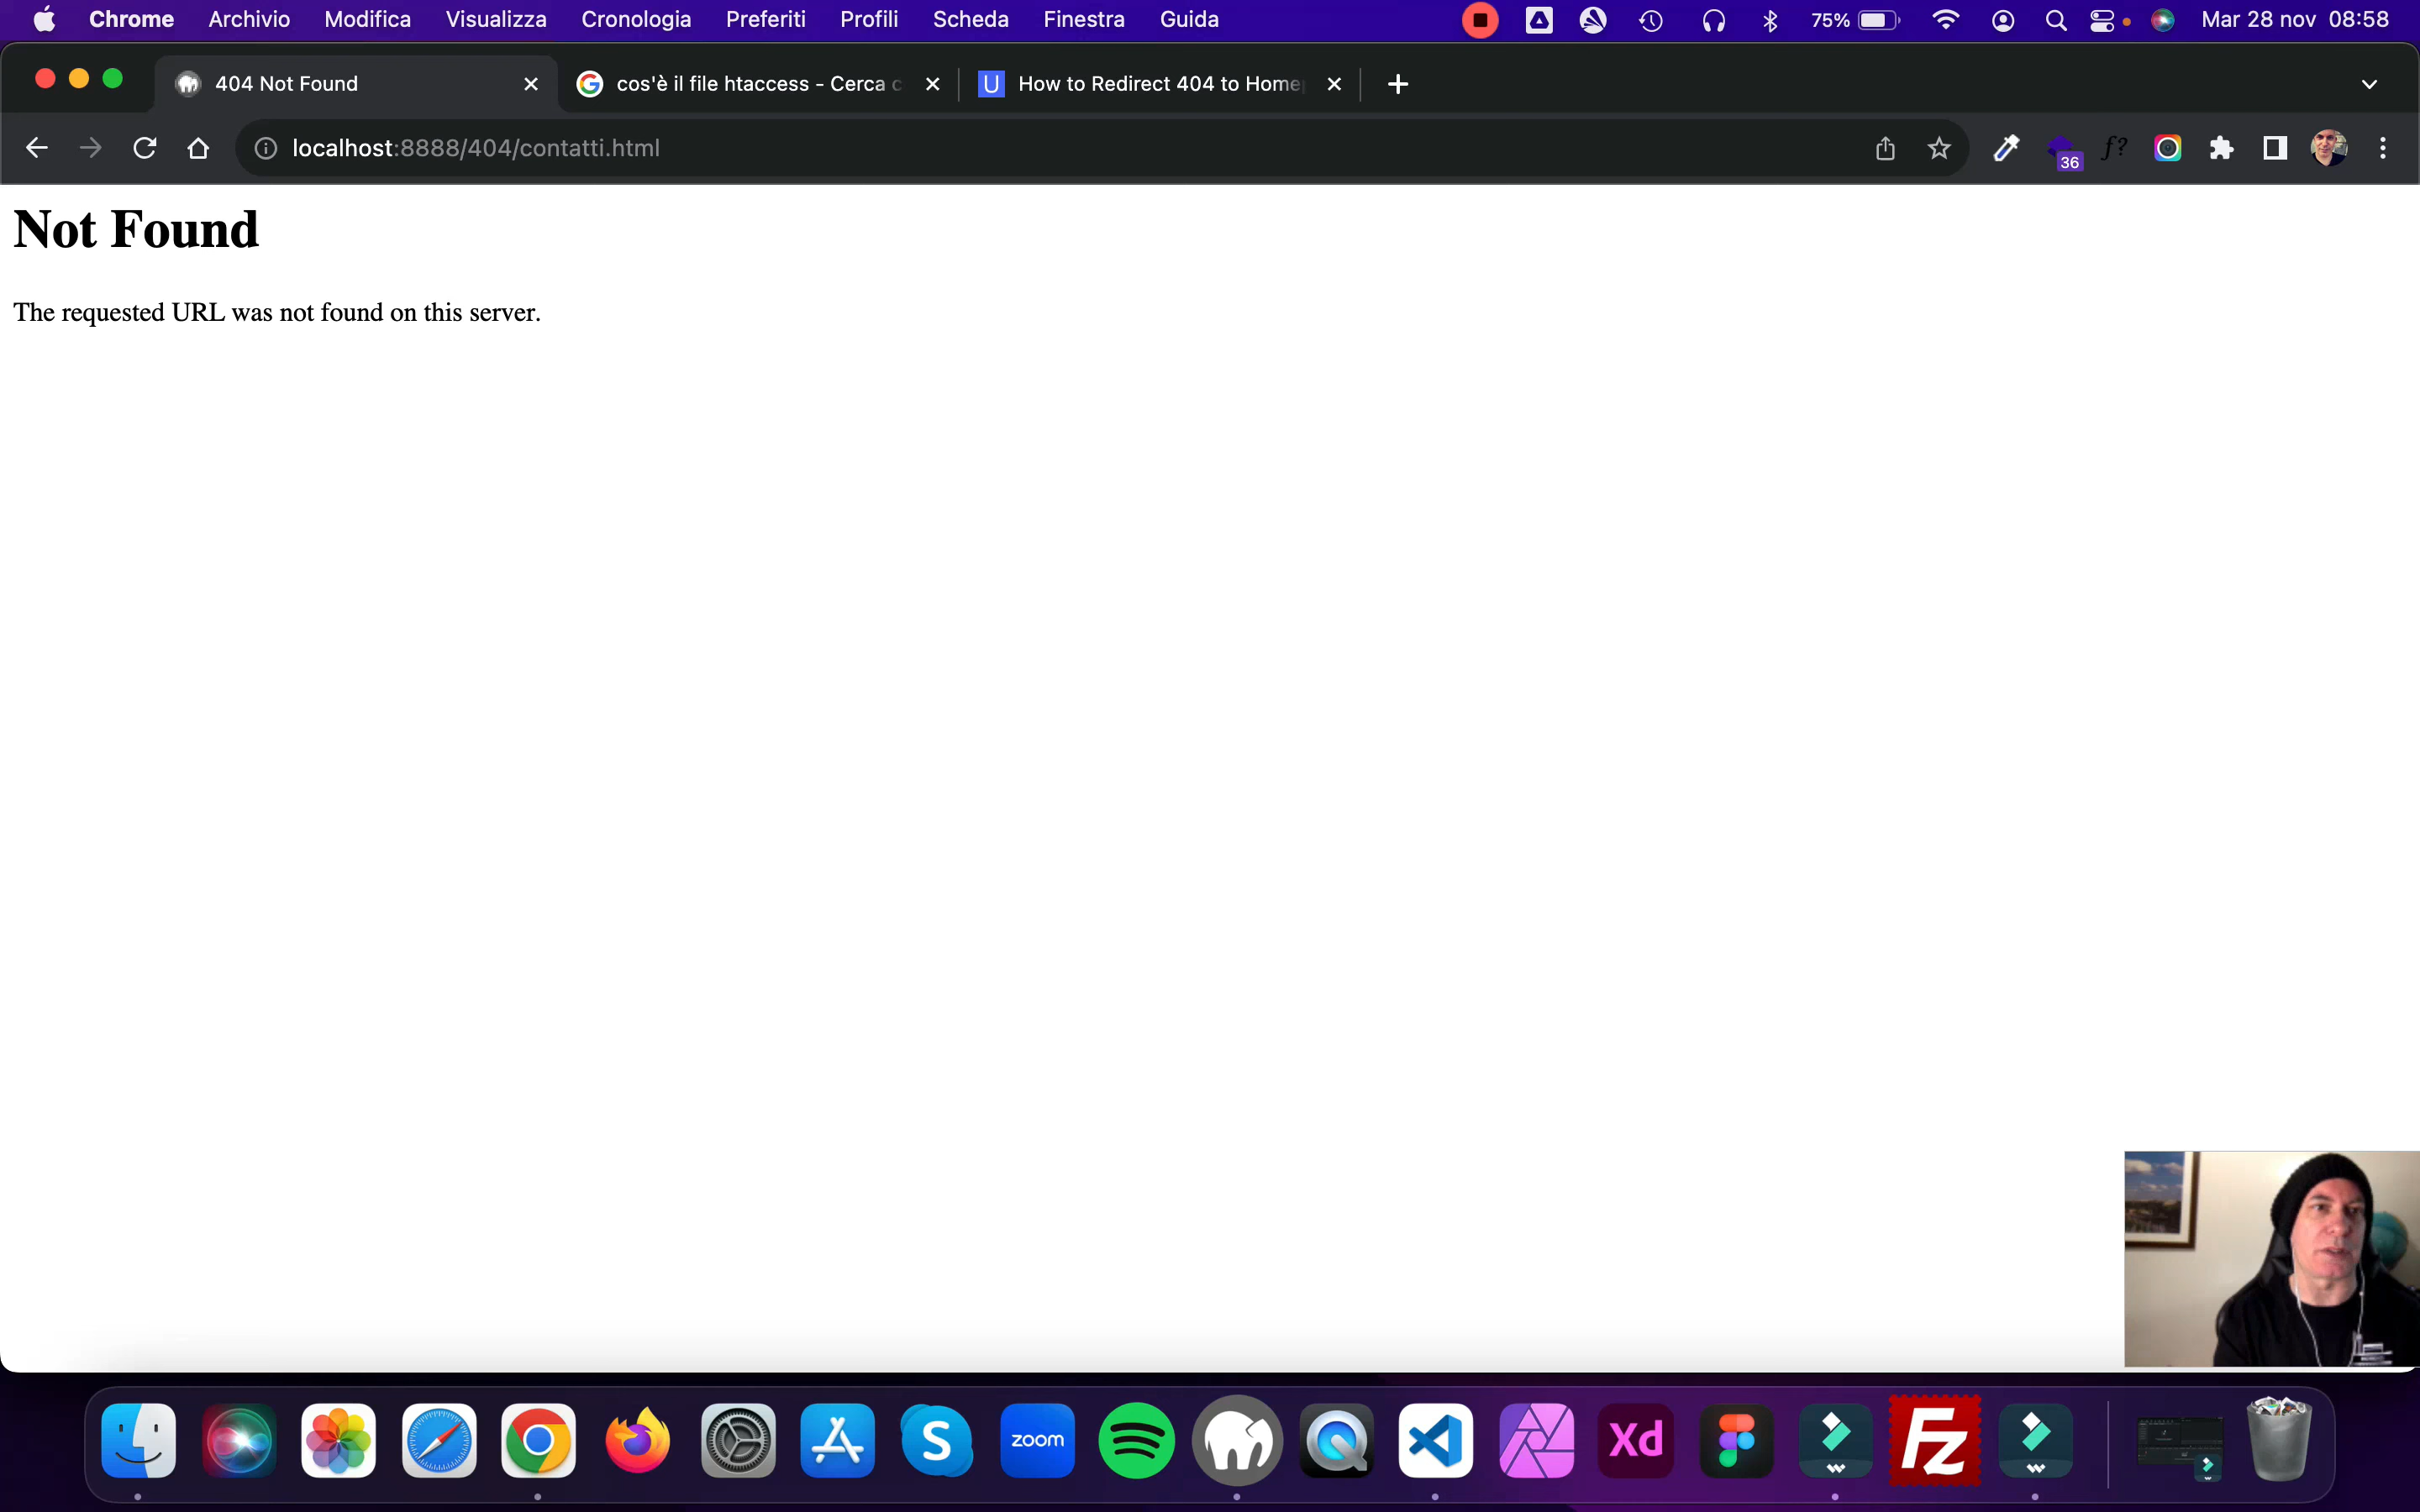 Chrome Archivio Modifica Visualizza Cronologia Preferiti Profili Scheda Finestra Guida 75% Mar 28 nov 08:58
404 Not Found cos'è il file htaccess - Cerca c U How to Redirect 404 to Home
localhost:8888/404/contatti.html f? 36
Not Found
The requested URL was not found on this server.
S zoom Xd Fz